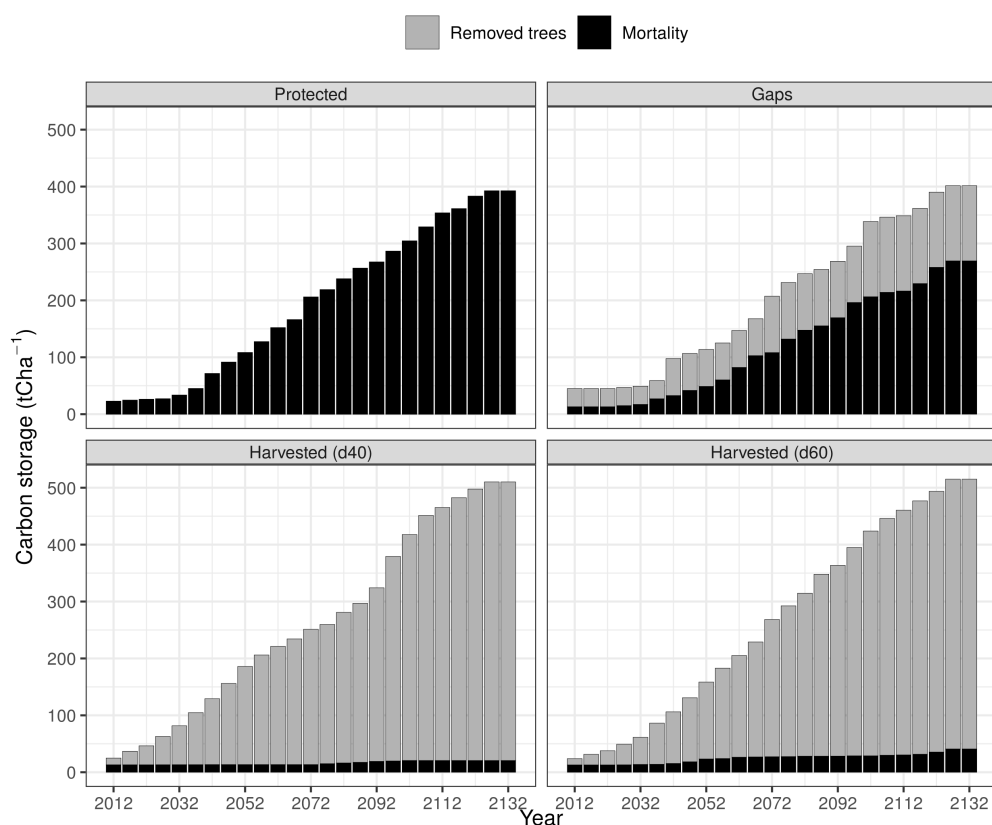 Removed trees Mortality
Protected Gaps
500
400
300
200
100
0
Harvested (d40) Harvested (d60)
500
400
300
200
100
0
Carbon storage (tCha⁻¹)
2012 2032 2052 2072 2092 2112 2132 2012 2032 2052 2072 2092 2112 2132
Year